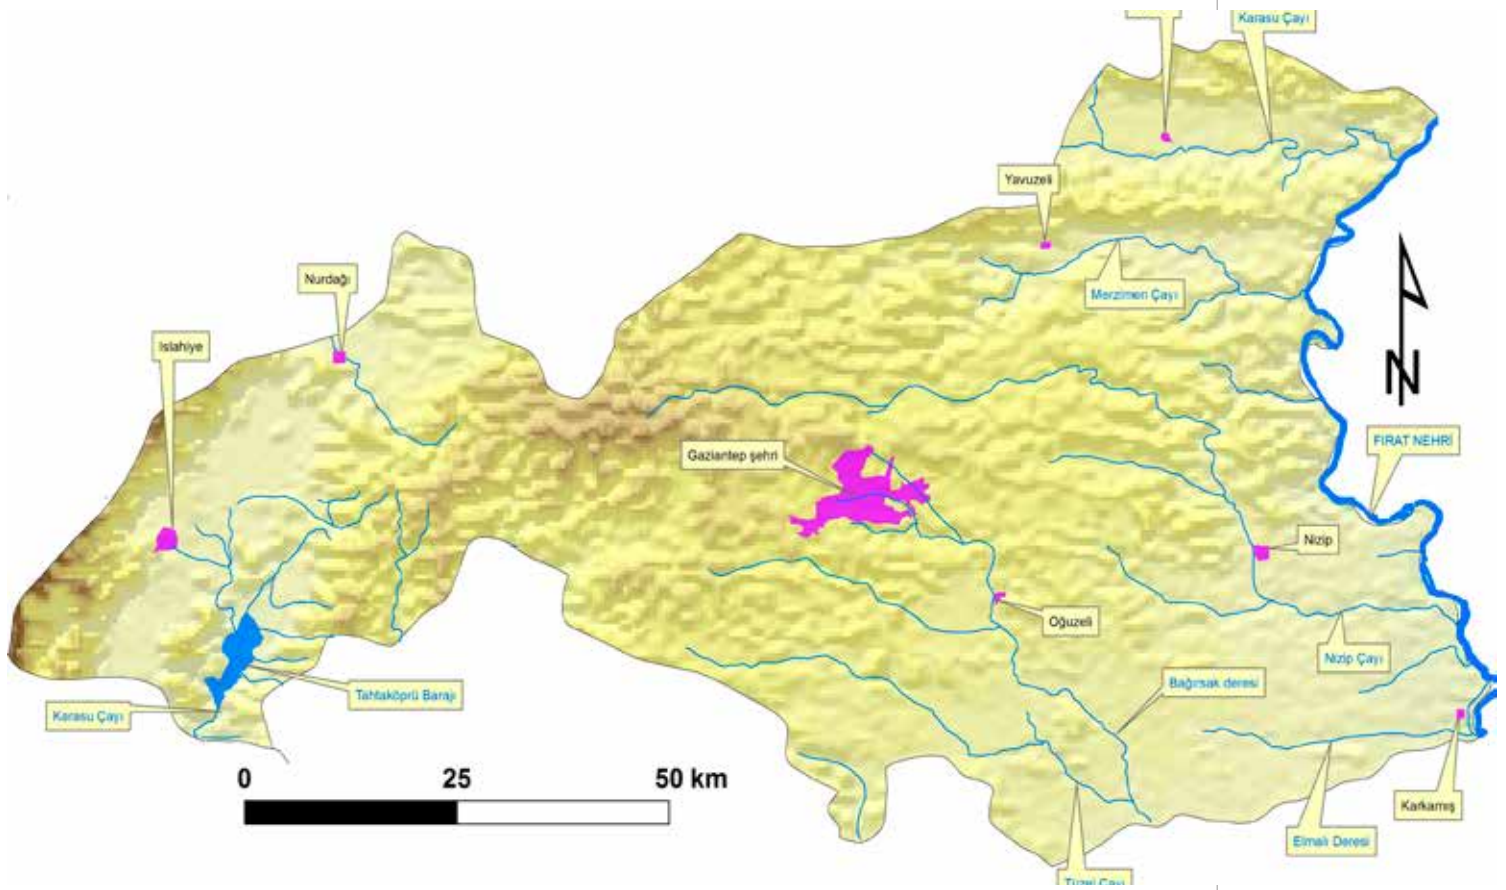 Karasu Çayı
Yavuzeli
Nurdağı
Merzimen Çayı
Islahiye
N
FIRAT NEHRİ
Gaziantep şehri
Nizip
Oğuzeli
Nizip Çayı
Bağırsak deresi
Tahtaköprü Barajı
Karasu Çayı
0 25 50 km
Karkamış
Elmalı Deresi